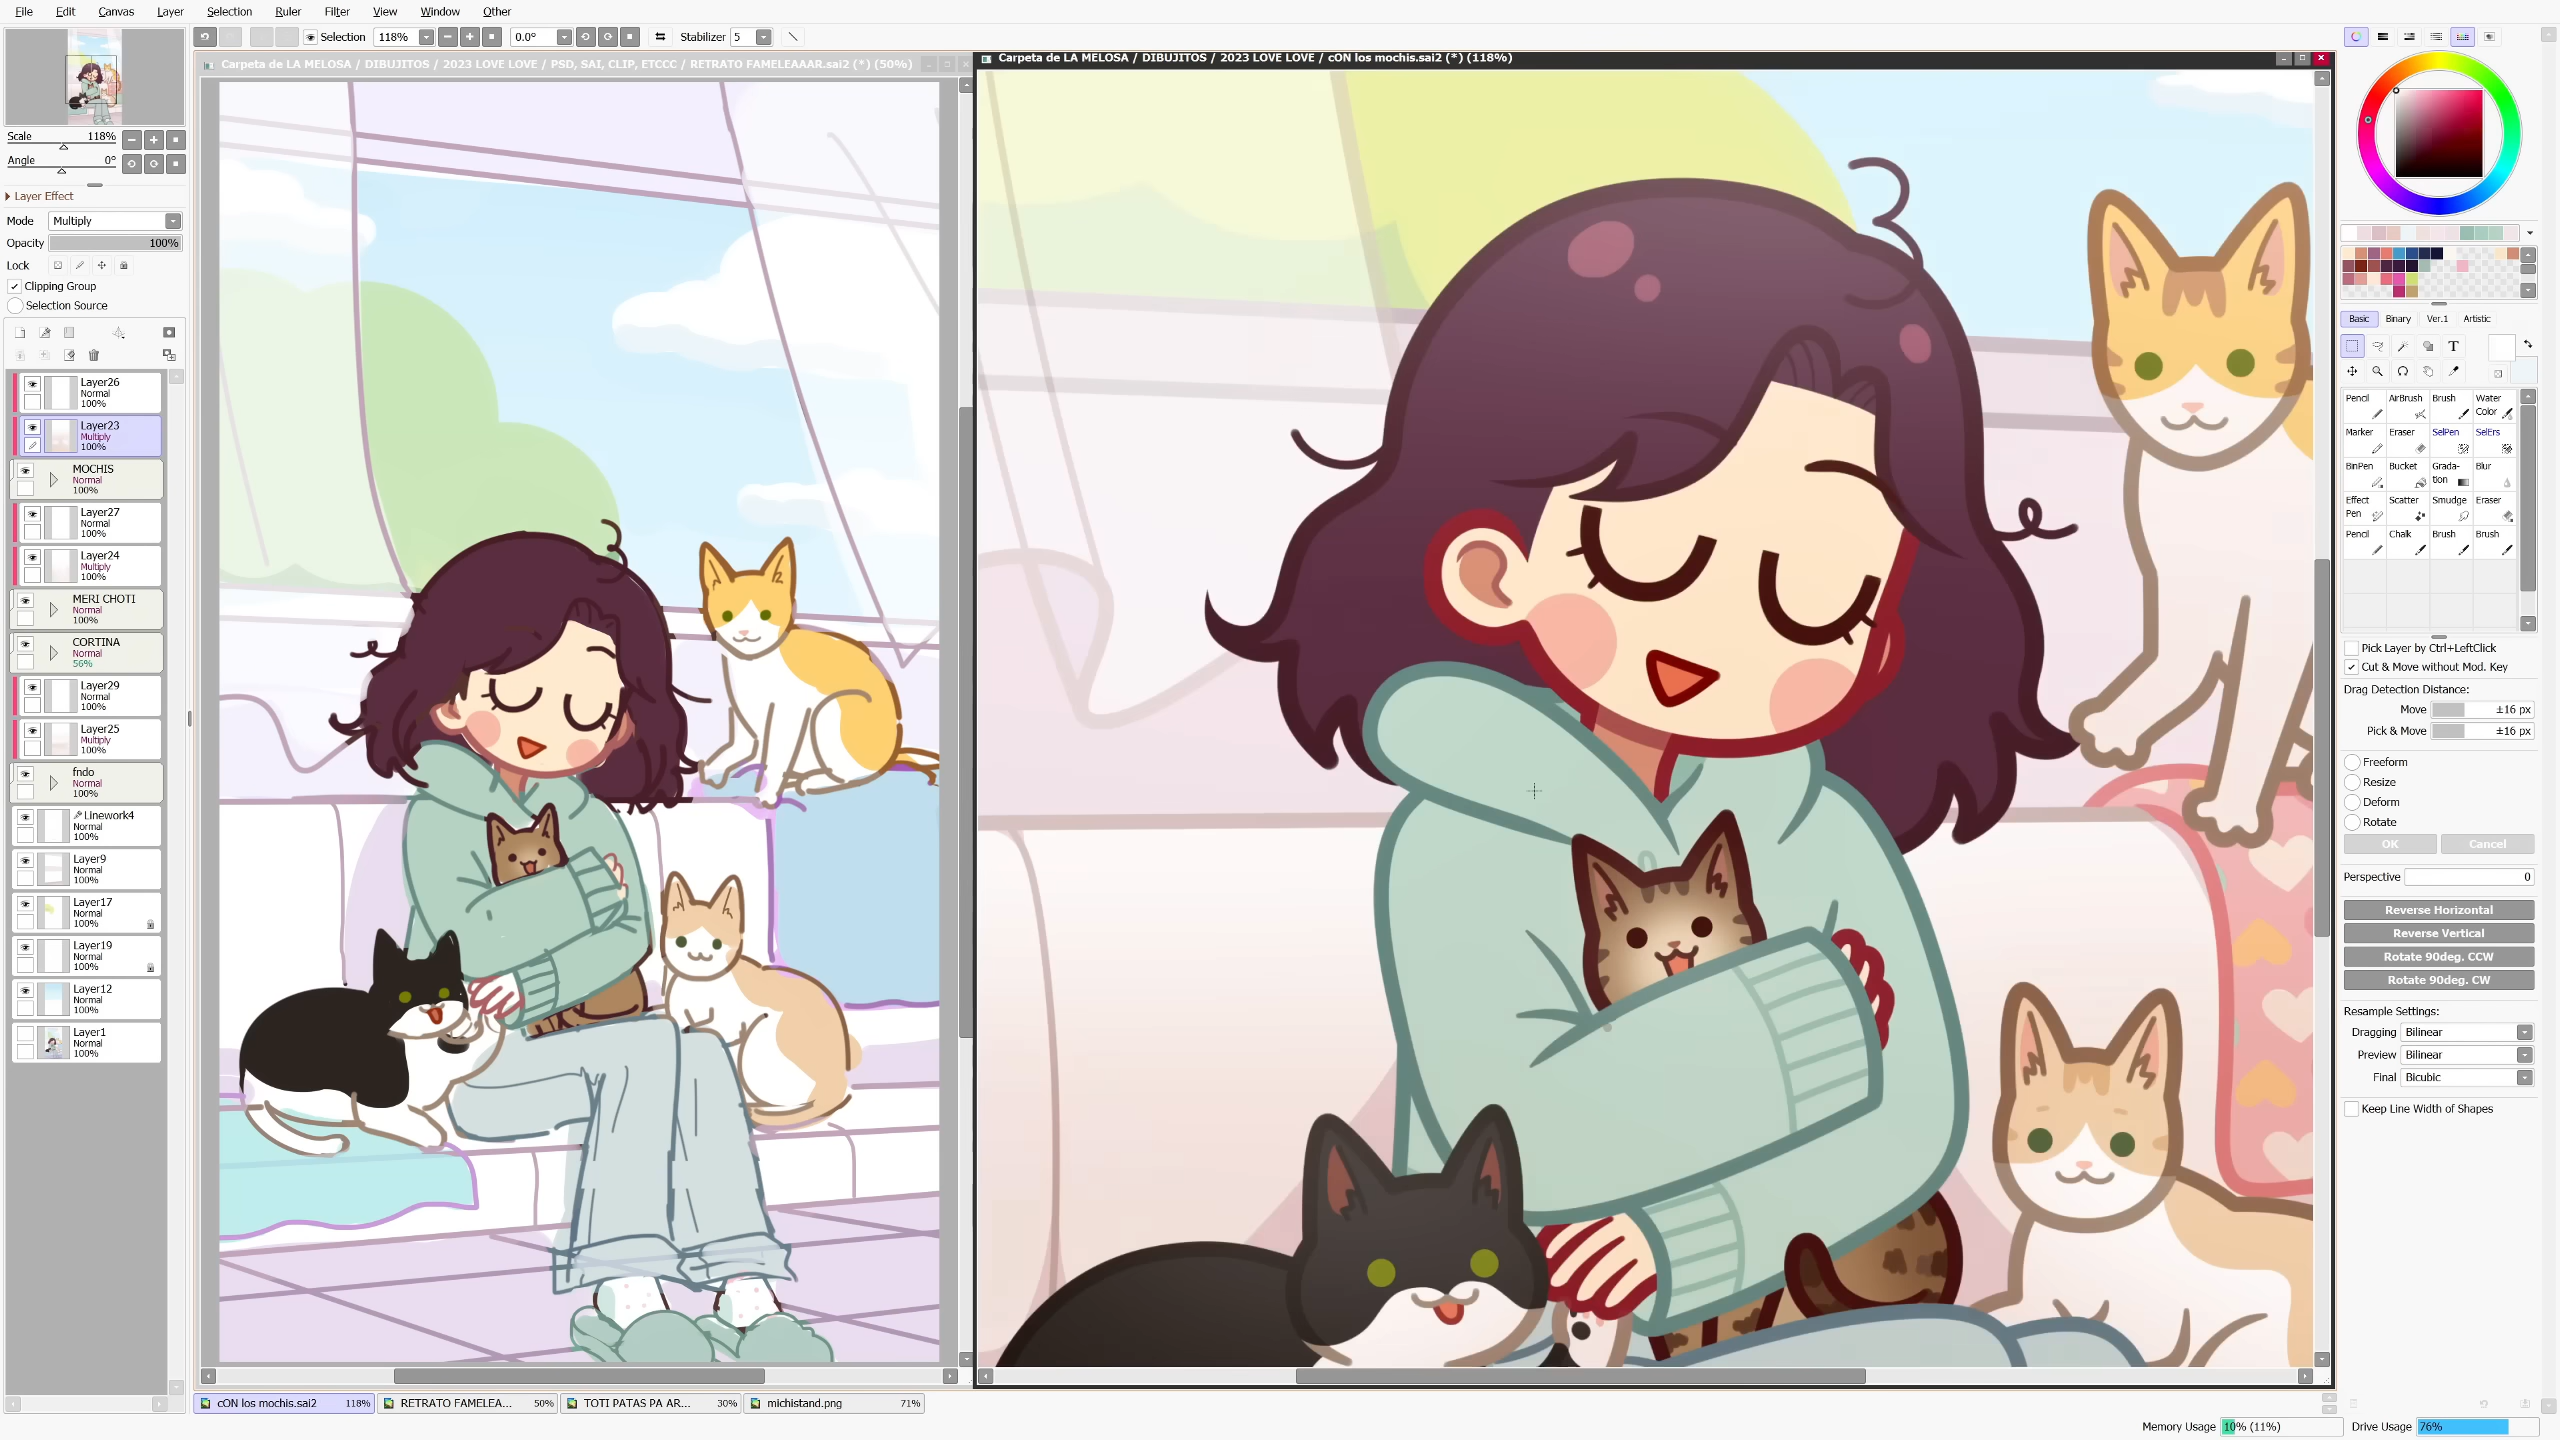 File Edit Canvas Layer Selection Ruler Filter View Window Other
Selection 118% 0.0° Stabilizer 5
Carpeta de LA MELOSA / DIBUJITOS / 2023 LOVE LOVE / PSD, SAI, CLIP, ETCCC / RETRATO FAMELEAAAR.sai2 (*) (50%)
Carpeta de LA MELOSA / DIBUJITOS / 2023 LOVE LOVE / cON los mochis.sai2 (*) (118%)
Scale 118%
Angle 0°
Layer Effect
Mode Multiply
Opacity 100%
Lock
Clipping Group
Selection Source
Layer26
Normal
100%
Layer23
Multiply
100%
MOCHIS
Normal
100%
Layer27
Normal
100%
Layer24
Multiply
100%
MERI CHOTI
Normal
100%
CORTINA
Normal
56%
Layer29
Normal
100%
Layer25
Multiply
100%
fndo
Normal
100%
Linework4
Normal
100%
Layer9
Normal
100%
Layer17
Normal
100%
Layer19
Normal
100%
Layer12
Normal
100%
Layer1
Normal
100%
Basic Binary Ver.1 Artistic
T
Pencil AirBrush Brush Water Color
Marker Eraser SelPen SelErs
BinPen Bucket Grada-tion Blur
Effect Pen Scatter Smudge Eraser
Pencil Chalk Brush Brush
Pick Layer by Ctrl+LeftClick
Cut & Move without Mod. Key
Drag Detection Distance:
Move ±16 px
Pick & Move ±16 px
Freeform
Resize
Deform
Rotate
OK Cancel
Perspective 0
Reverse Horizontal
Reverse Vertical
Rotate 90deg. CCW
Rotate 90deg. CW
Resample Settings:
Dragging Bilinear
Preview Bilinear
Final Bicubic
Keep Line Width of Shapes
cON los mochis.sai2 118% RETRATO FAMELEA... 50% TOTI PATAS PA AR... 30% michistand.png 71%
Memory Usage 10% (11%) Drive Usage 76%